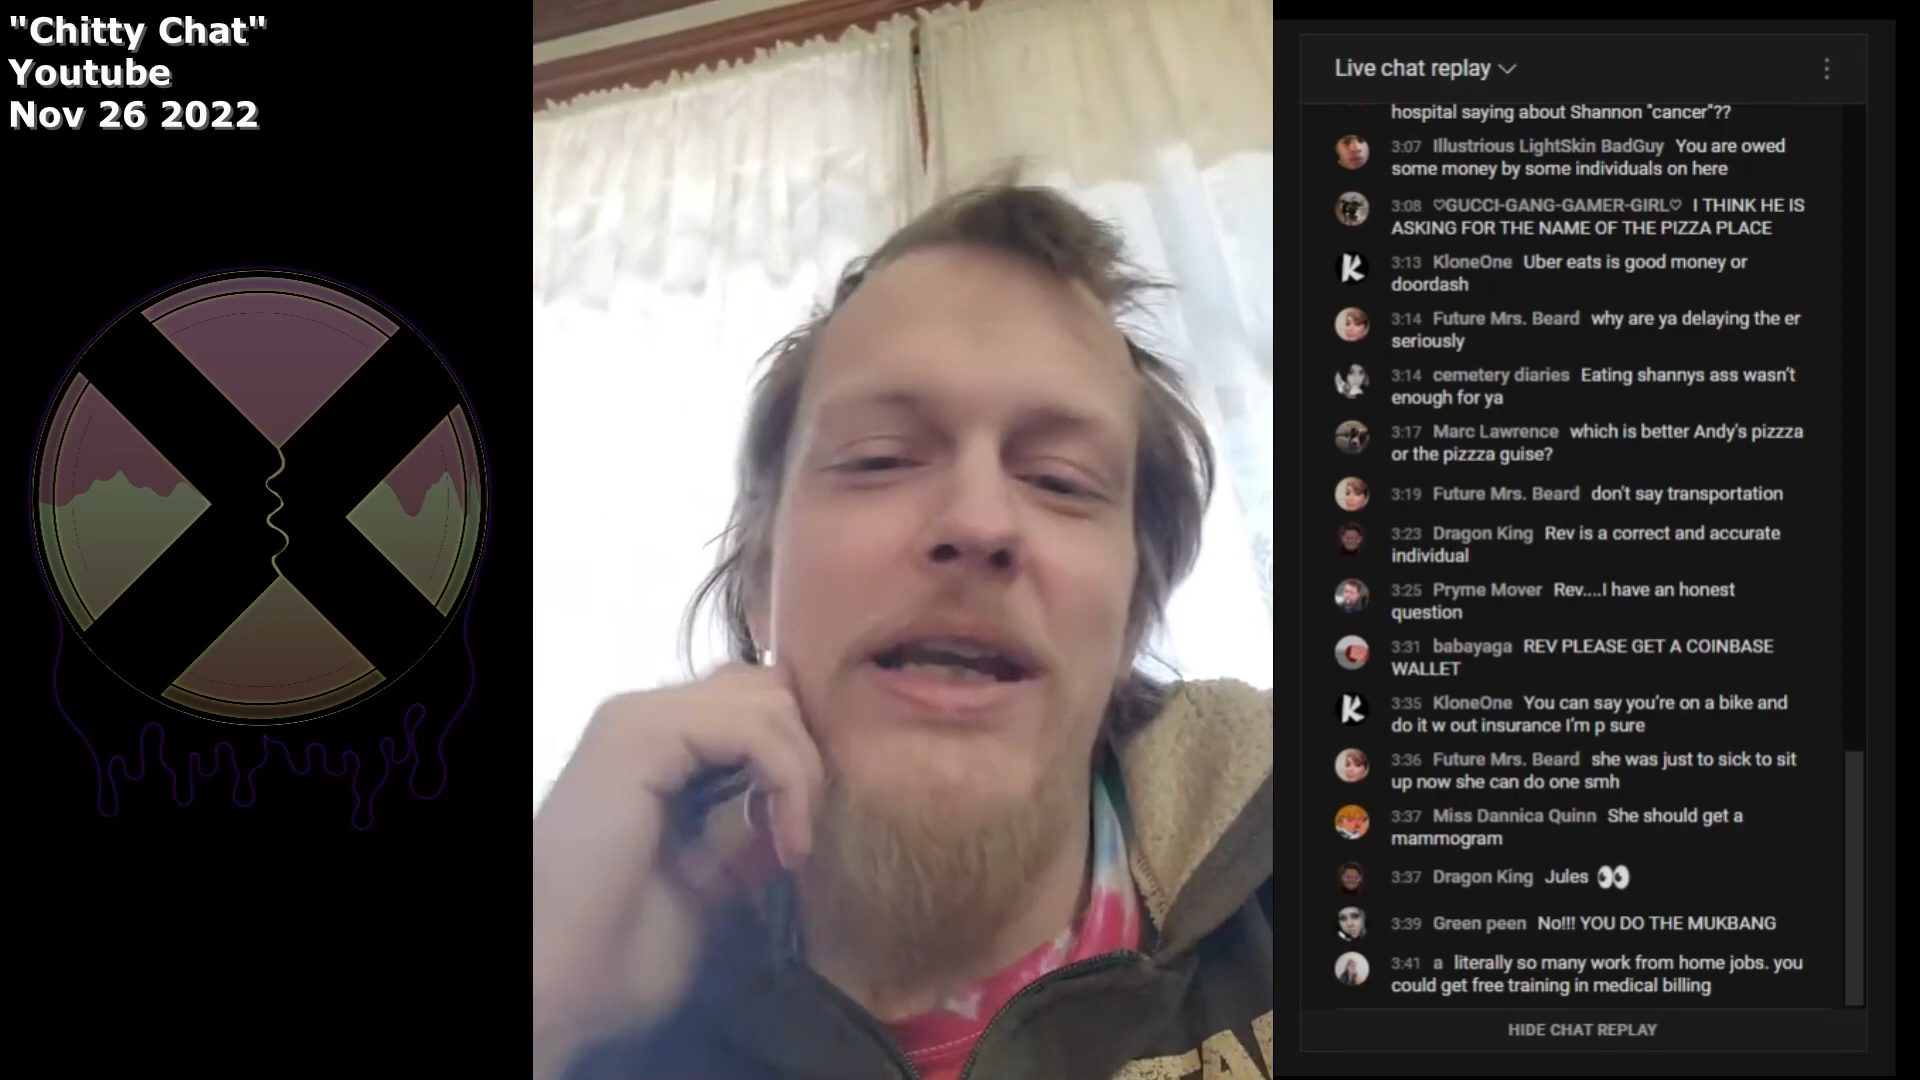 "Chitty Chat"
Youtube
Nov 26 2022
Live chat replay
hospital saying about Shannon "cancer"??
3:07 Illustrious LightSkin BadGuy You are owed
some money by some individuals on here
3:08 ♡GUCCI-GANG-GAMER-GIRL♡ I THINK HE IS
ASKING FOR THE NAME OF THE PIZZA PLACE
3:13 KloneOne Uber eats is good money or
doordash
3:14 Future Mrs. Beard why are ya delaying the er
seriously
3:14 cemetery diaries Eating shannys ass wasn't
enough for ya
3:17 Marc Lawrence which is better Andy's pizzza
or the pizzza guise?
3:19 Future Mrs. Beard don't say transportation
3:23 Dragon King Rev is a correct and accurate
individual
3:25 Pryme Mover Rev....I have an honest
question
3:31 babayaga REV PLEASE GET A COINBASE
WALLET
3:35 KloneOne You can say you're on a bike and
do it w out insurance I'm p sure
3:36 Future Mrs. Beard she was just to sick to sit
up now she can do one smh
3:37 Miss Dannica Quinn She should get a
mammogram
3:37 Dragon King Jules 👀
3:39 Green peen No!!! YOU DO THE MUKBANG
3:41 a literally so many work from home jobs. you
could get free training in medical billing
HIDE CHAT REPLAY